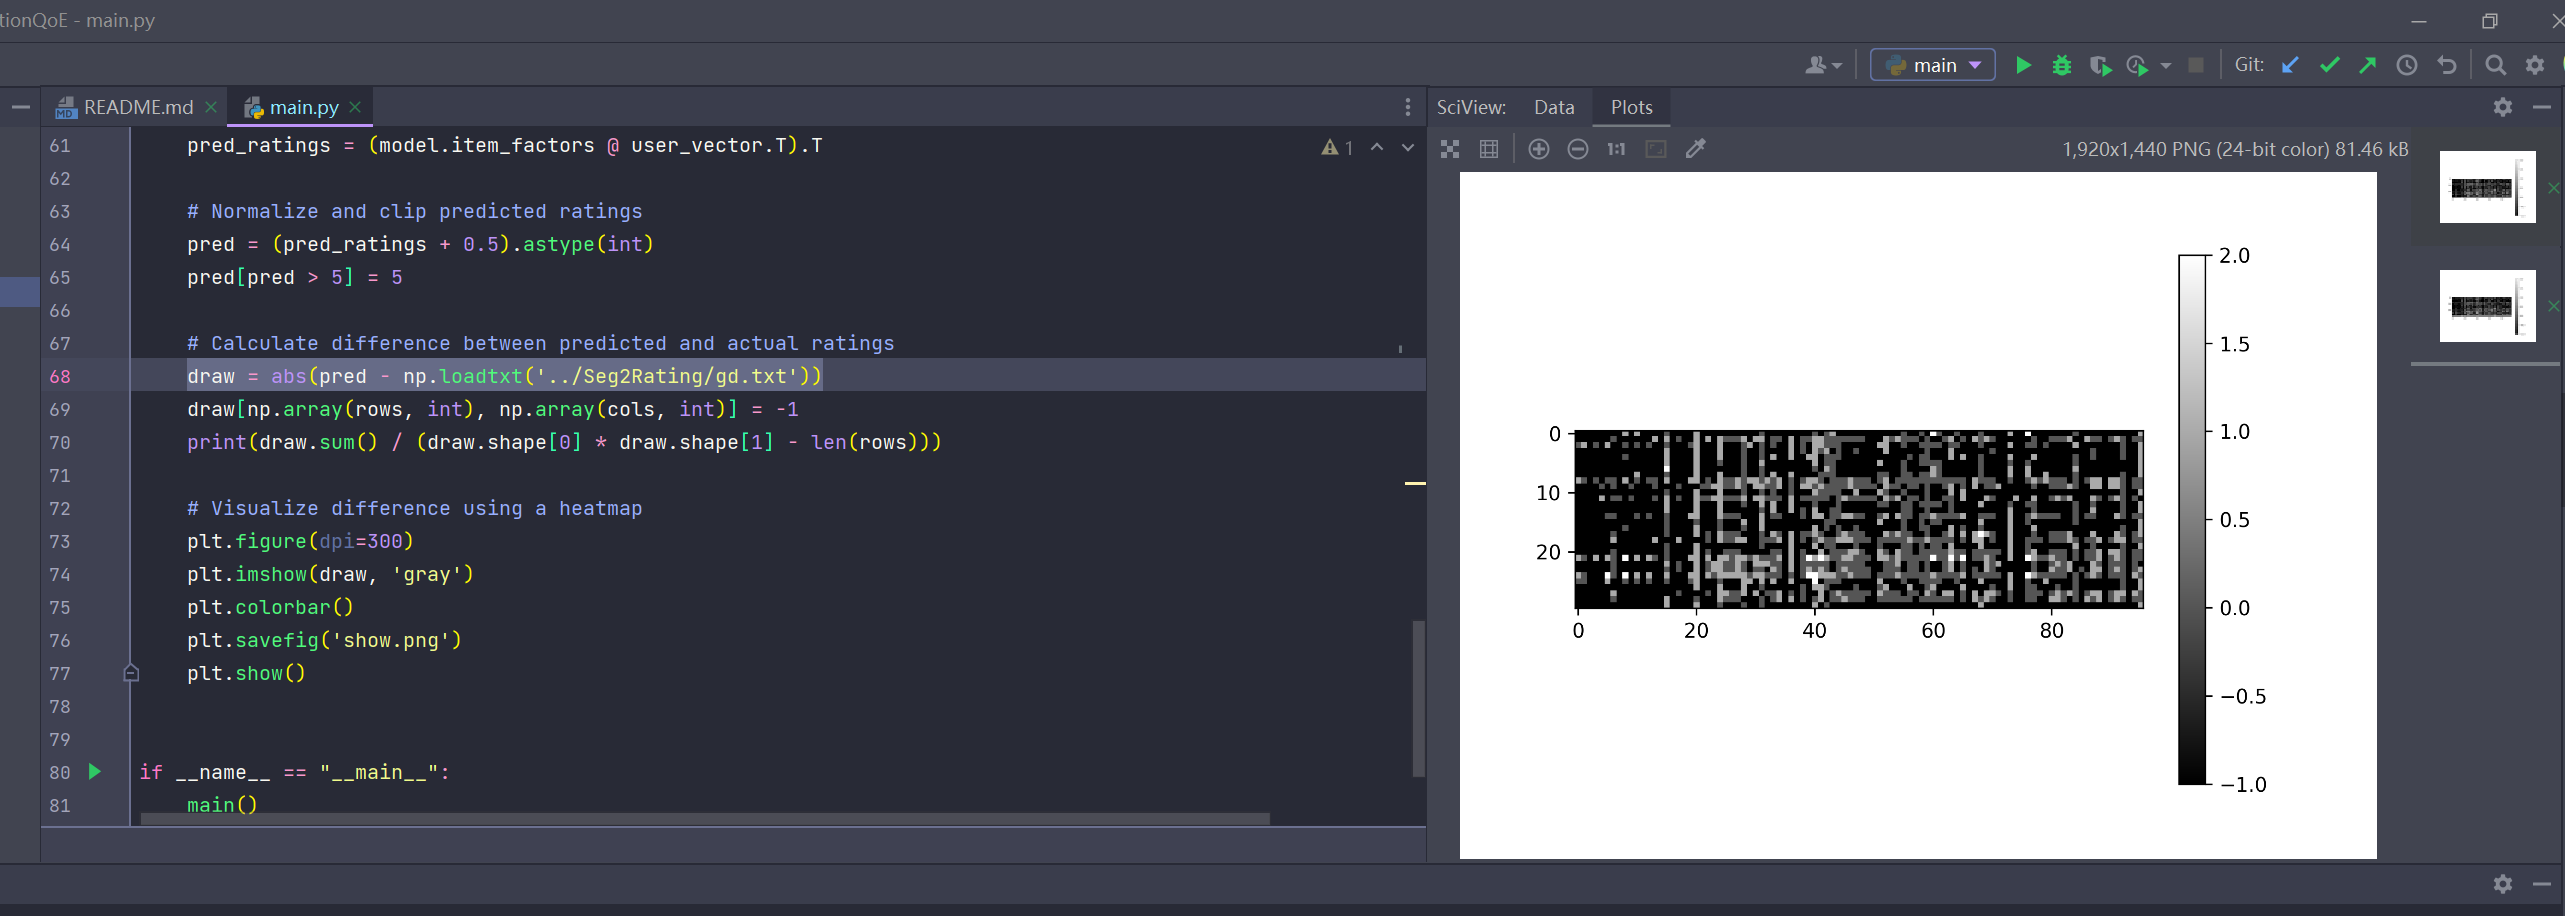 tionQoE - main.py
main
Git:
README.md
main.py
SciView:
Data
Plots
1
1:1
1,920x1,440 PNG (24-bit color) 81.46 kB
61 pred_ratings = (model.item_factors @ user_vector.T).T
62
63 # Normalize and clip predicted ratings
64 pred = (pred_ratings + 0.5).astype(int)
65 pred[pred > 5] = 5
66
67 # Calculate difference between predicted and actual ratings
68 draw = abs(pred - np.loadtxt('../Seg2Rating/gd.txt'))
69 draw[np.array(rows, int), np.array(cols, int)] = -1
70 print(draw.sum() / (draw.shape[0] * draw.shape[1] - len(rows)))
71
72 # Visualize difference using a heatmap
73 plt.figure(dpi=300)
74 plt.imshow(draw, 'gray')
75 plt.colorbar()
76 plt.savefig('show.png')
77 plt.show()
78
79
80 if __name__ == "__main__":
81 main()
0
10
20
0 20 40 60 80
2.0
1.5
1.0
0.5
0.0
−0.5
−1.0